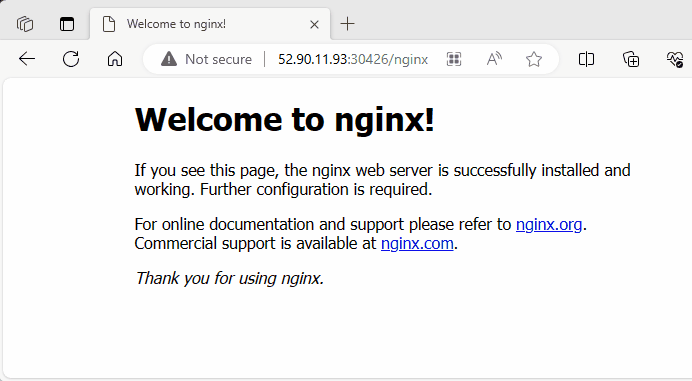 Welcome to nginx!
Not secure 52.90.11.93:30426/nginx
Welcome to nginx!
If you see this page, the nginx web server is successfully installed and
working. Further configuration is required.
For online documentation and support please refer to nginx.org.
Commercial support is available at nginx.com.
Thank you for using nginx.